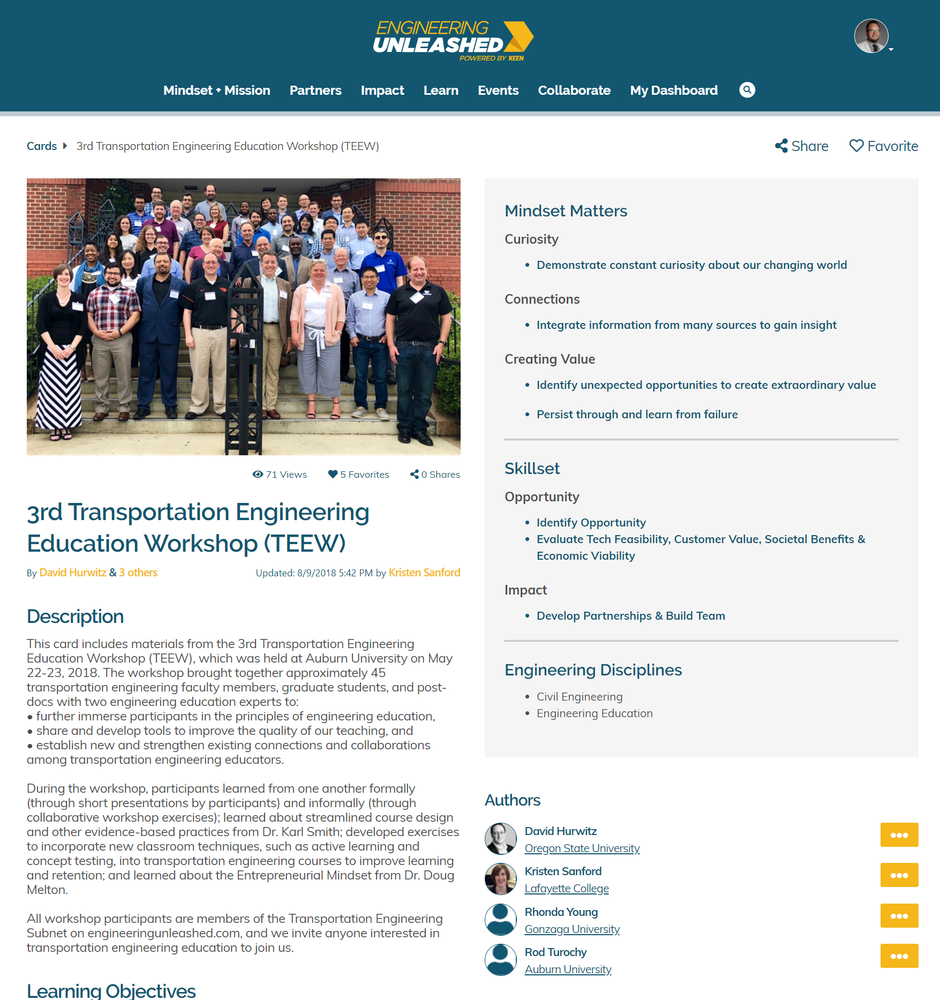 ENGINEERING
UNLEASHED
POWERED BY KEEN
Mindset + Mission Partners Impact Learn Events Collaborate My Dashboard
Cards 3rd Transportation Engineering Education Workshop (TEEW)
Share Favorite
71 Views 5 Favorites 0 Shares
3rd Transportation Engineering
Education Workshop (TEEW)
By David Hurwitz & 3 others Updated: 8/9/2018 5:42 PM by Kristen Sanford
Description
This card includes materials from the 3rd Transportation Engineering
Education Workshop (TEEW), which was held at Auburn University on May
22-23, 2018. The workshop brought together approximately 45
transportation engineering faculty members, graduate students, and post-
docs with two engineering education experts to:
• further immerse participants in the principles of engineering education,
• share and develop tools to improve the quality of our teaching, and
• establish new and strengthen existing connections and collaborations
among transportation engineering educators.
During the workshop, participants learned from one another formally
(through short presentations by participants) and informally (through
collaborative workshop exercises); learned about streamlined course design
and other evidence-based practices from Dr. Karl Smith; developed exercises
to incorporate new classroom techniques, such as active learning and
concept testing, into transportation engineering courses to improve learning
and retention; and learned about the Entrepreneurial Mindset from Dr. Doug
Melton.
All workshop participants are members of the Transportation Engineering
Subnet on engineeringunleashed.com, and we invite anyone interested in
transportation engineering education to join us.
Learning Objectives
Mindset Matters
Curiosity
• Demonstrate constant curiosity about our changing world
Connections
• Integrate information from many sources to gain insight
Creating Value
• Identify unexpected opportunities to create extraordinary value
• Persist through and learn from failure
Skillset
Opportunity
• Identify Opportunity
• Evaluate Tech Feasibility, Customer Value, Societal Benefits &
Economic Viability
Impact
• Develop Partnerships & Build Team
Engineering Disciplines
• Civil Engineering
• Engineering Education
Authors
David Hurwitz
Oregon State University
Kristen Sanford
Lafayette College
Rhonda Young
Gonzaga University
Rod Turochy
Auburn University